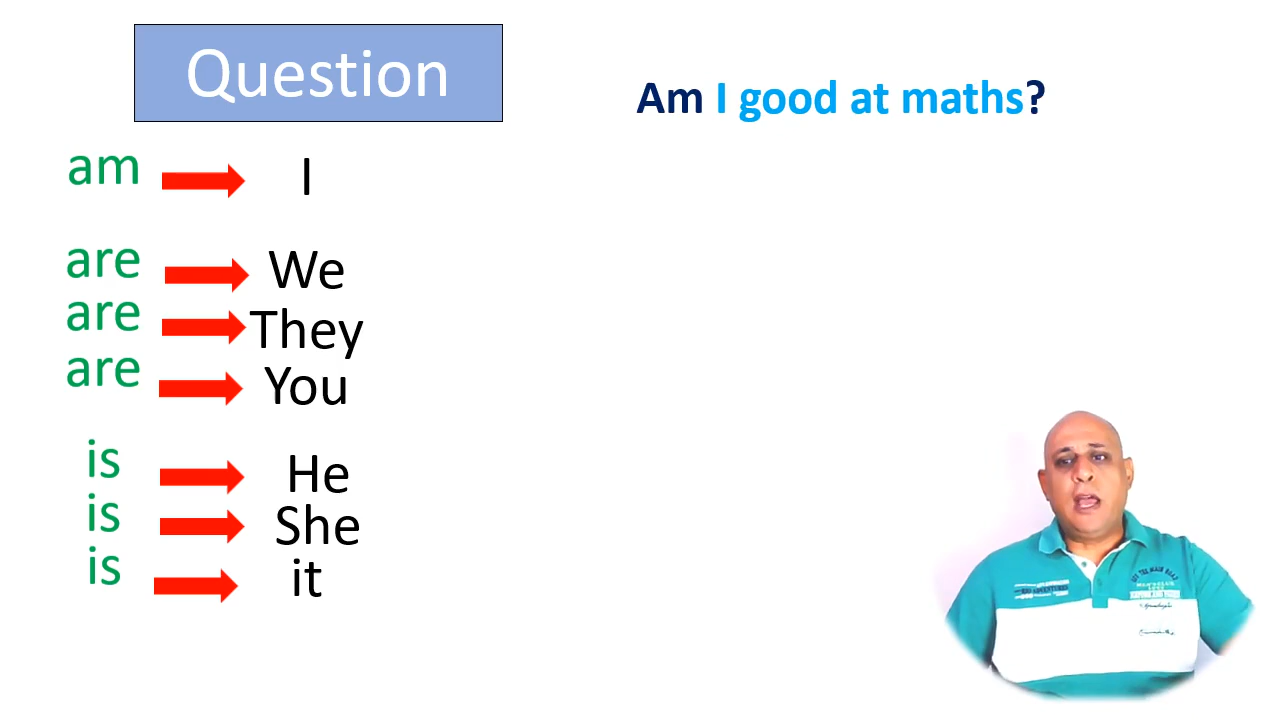 Question
Am I good at maths?
am I
are We
are They
are You
is He
is She
is it